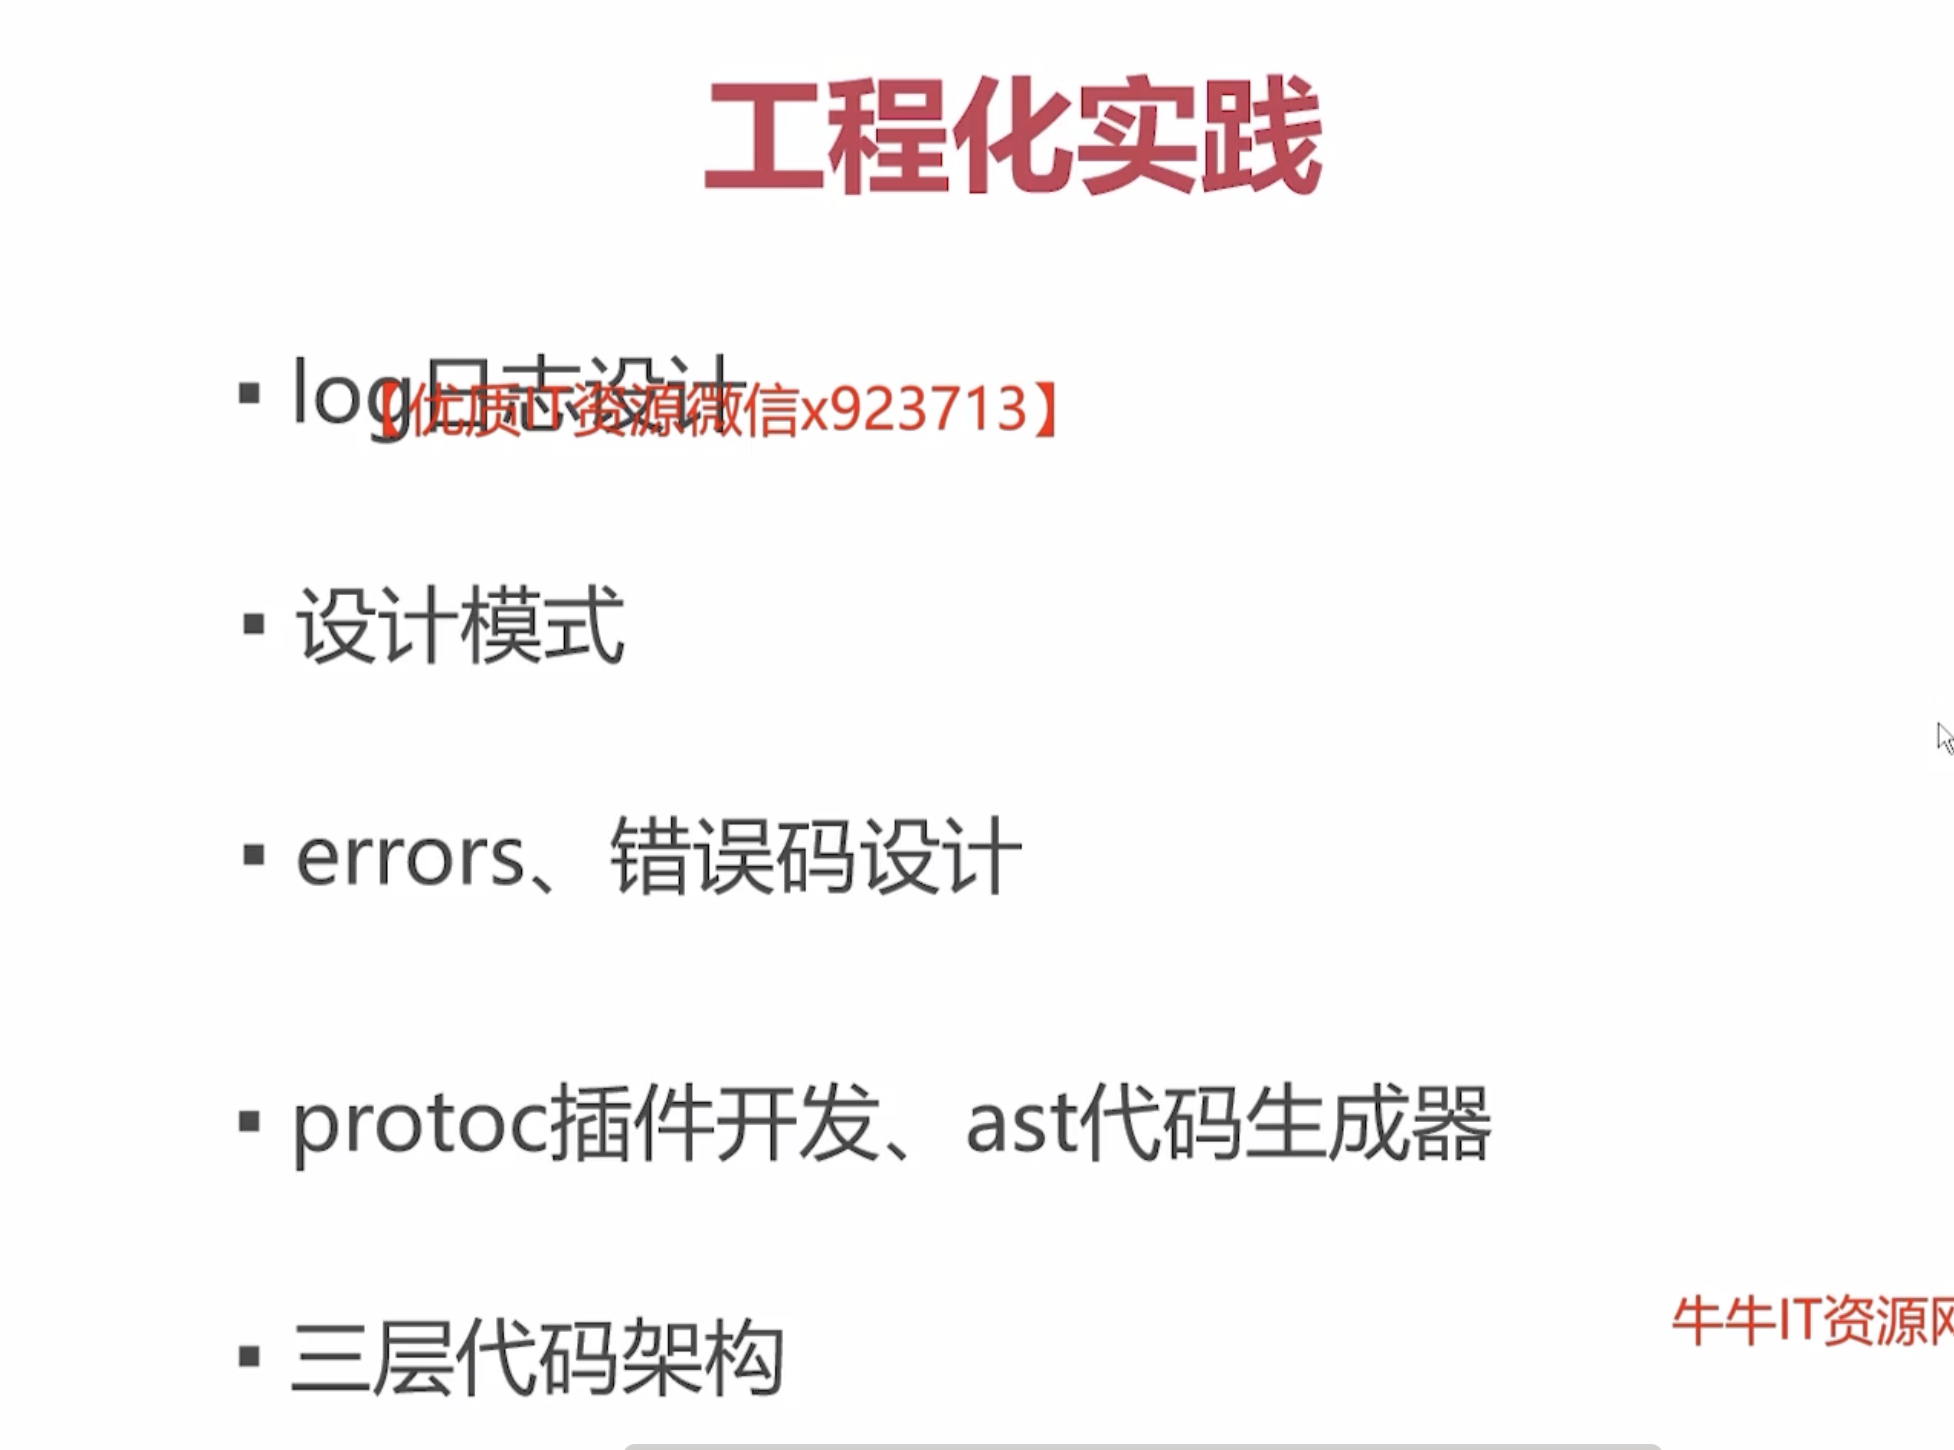 工程化实践
▪ log日志设计
【优质IT资源微信x923713】
▪ 设计模式
▪ errors、错误码设计
▪ protoc插件开发、ast代码生成器
牛牛IT资源网
▪ 三层代码架构